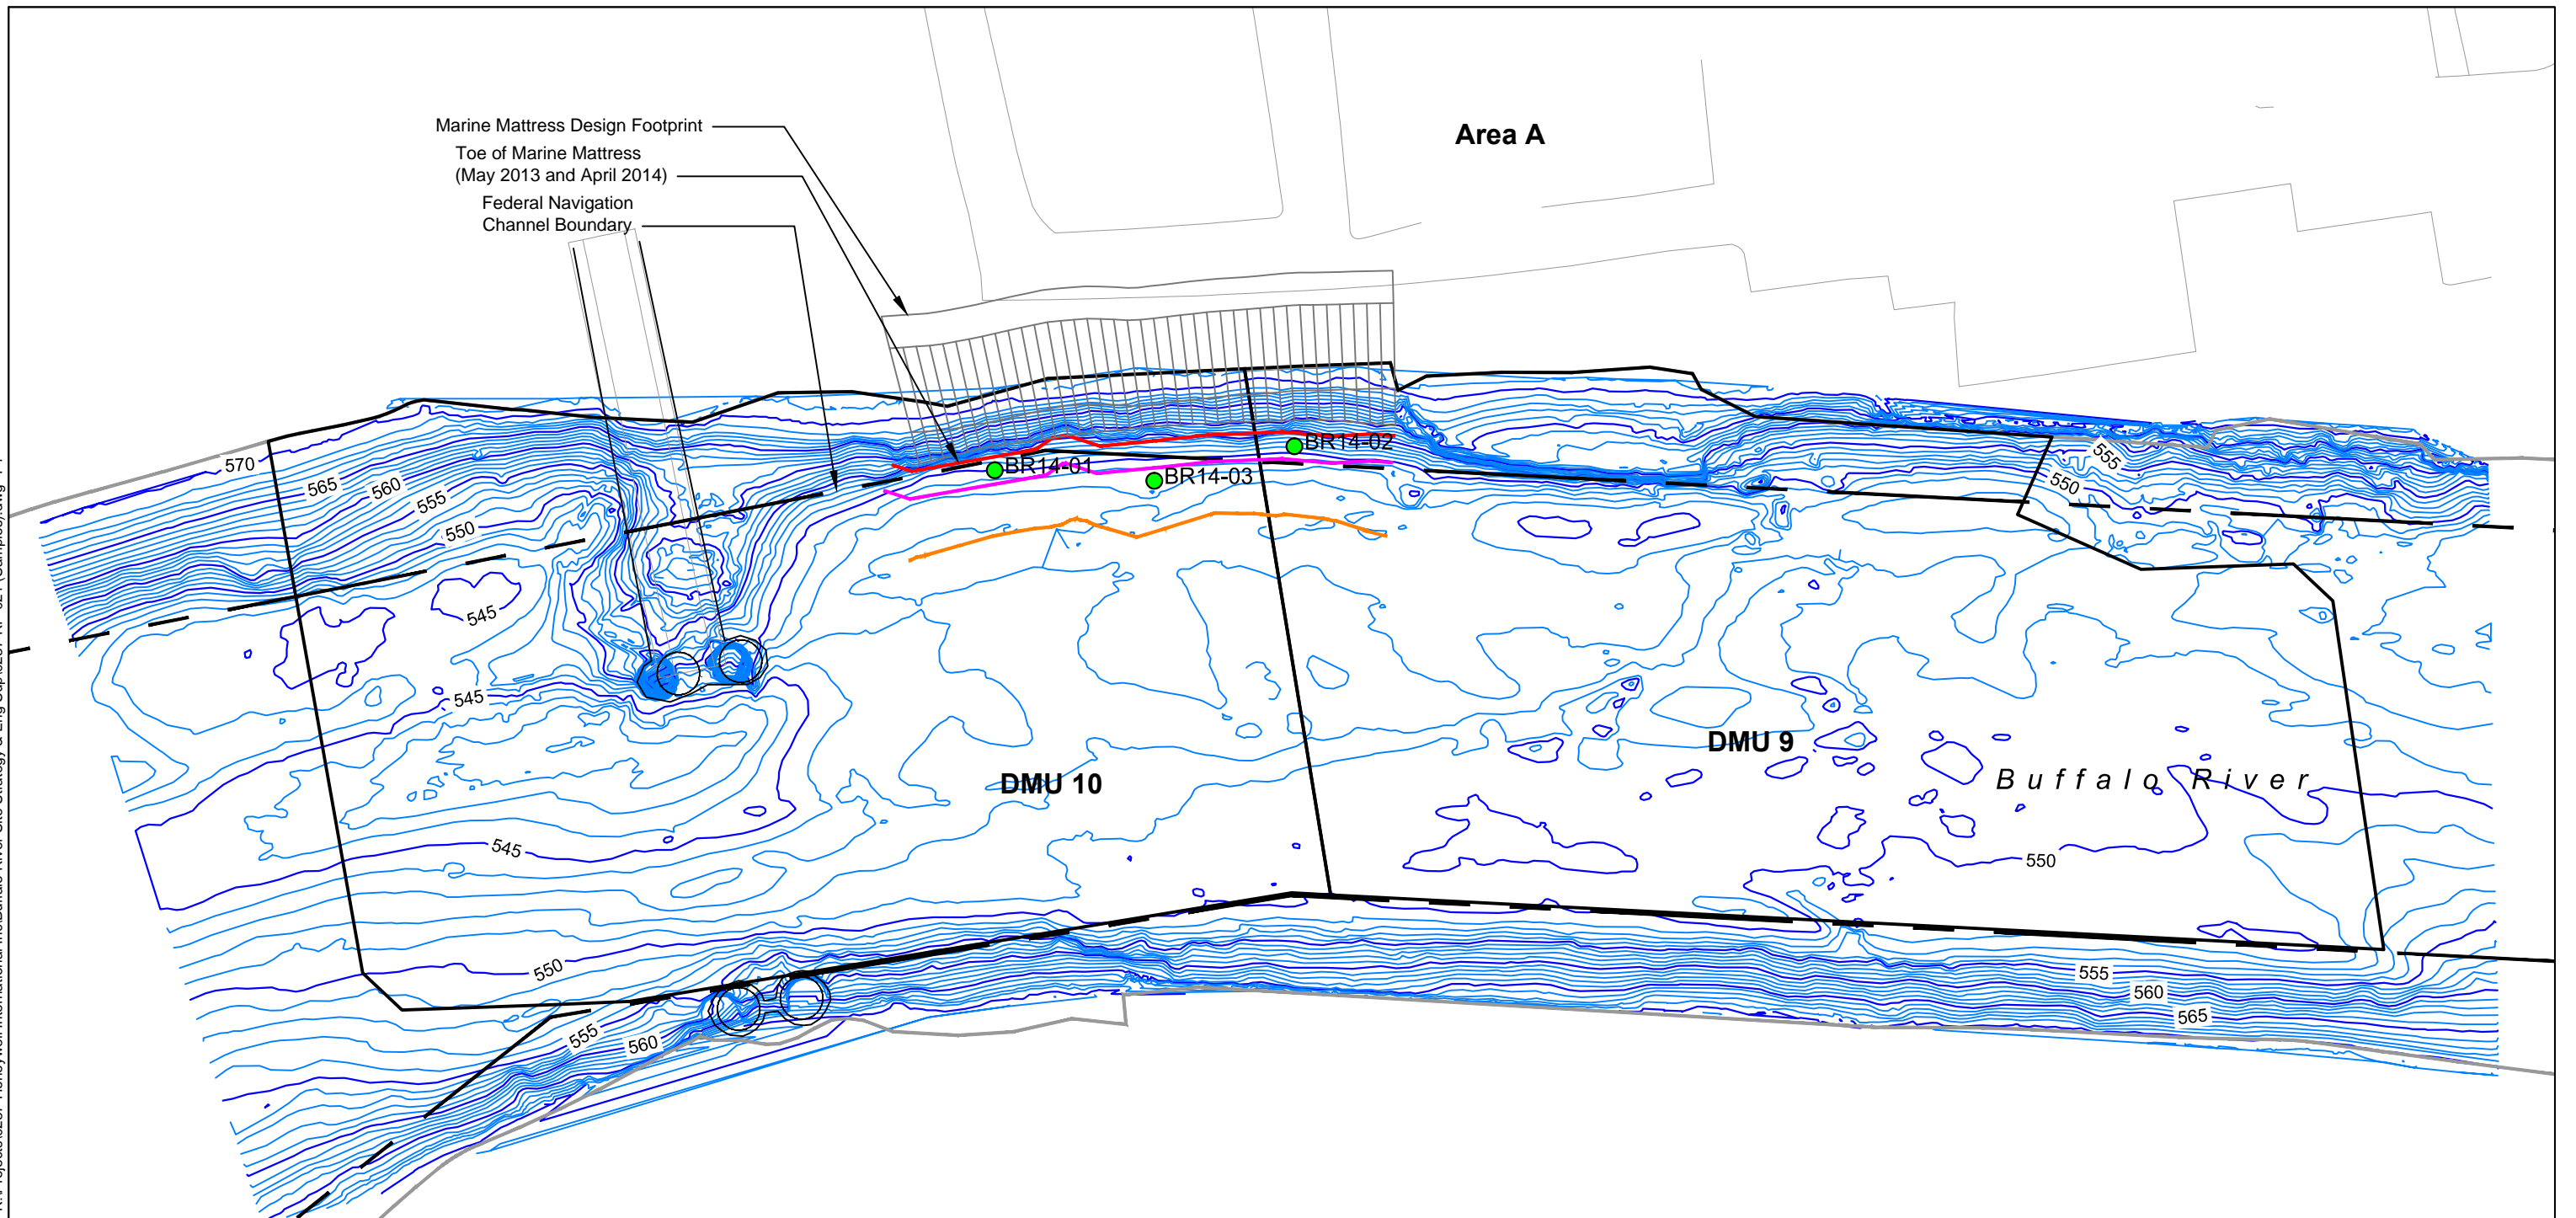 Marine Mattress Design Footprint
Toe of Marine Mattress
(May 2013 and April 2014)
Federal Navigation
Channel Boundary
Area A
BR14-01
BR14-02
BR14-03
570
565
560
555
550
545
545
545
550
555
560
555
550
550
555
560
565
DMU 10
DMU 9
Buffalo River